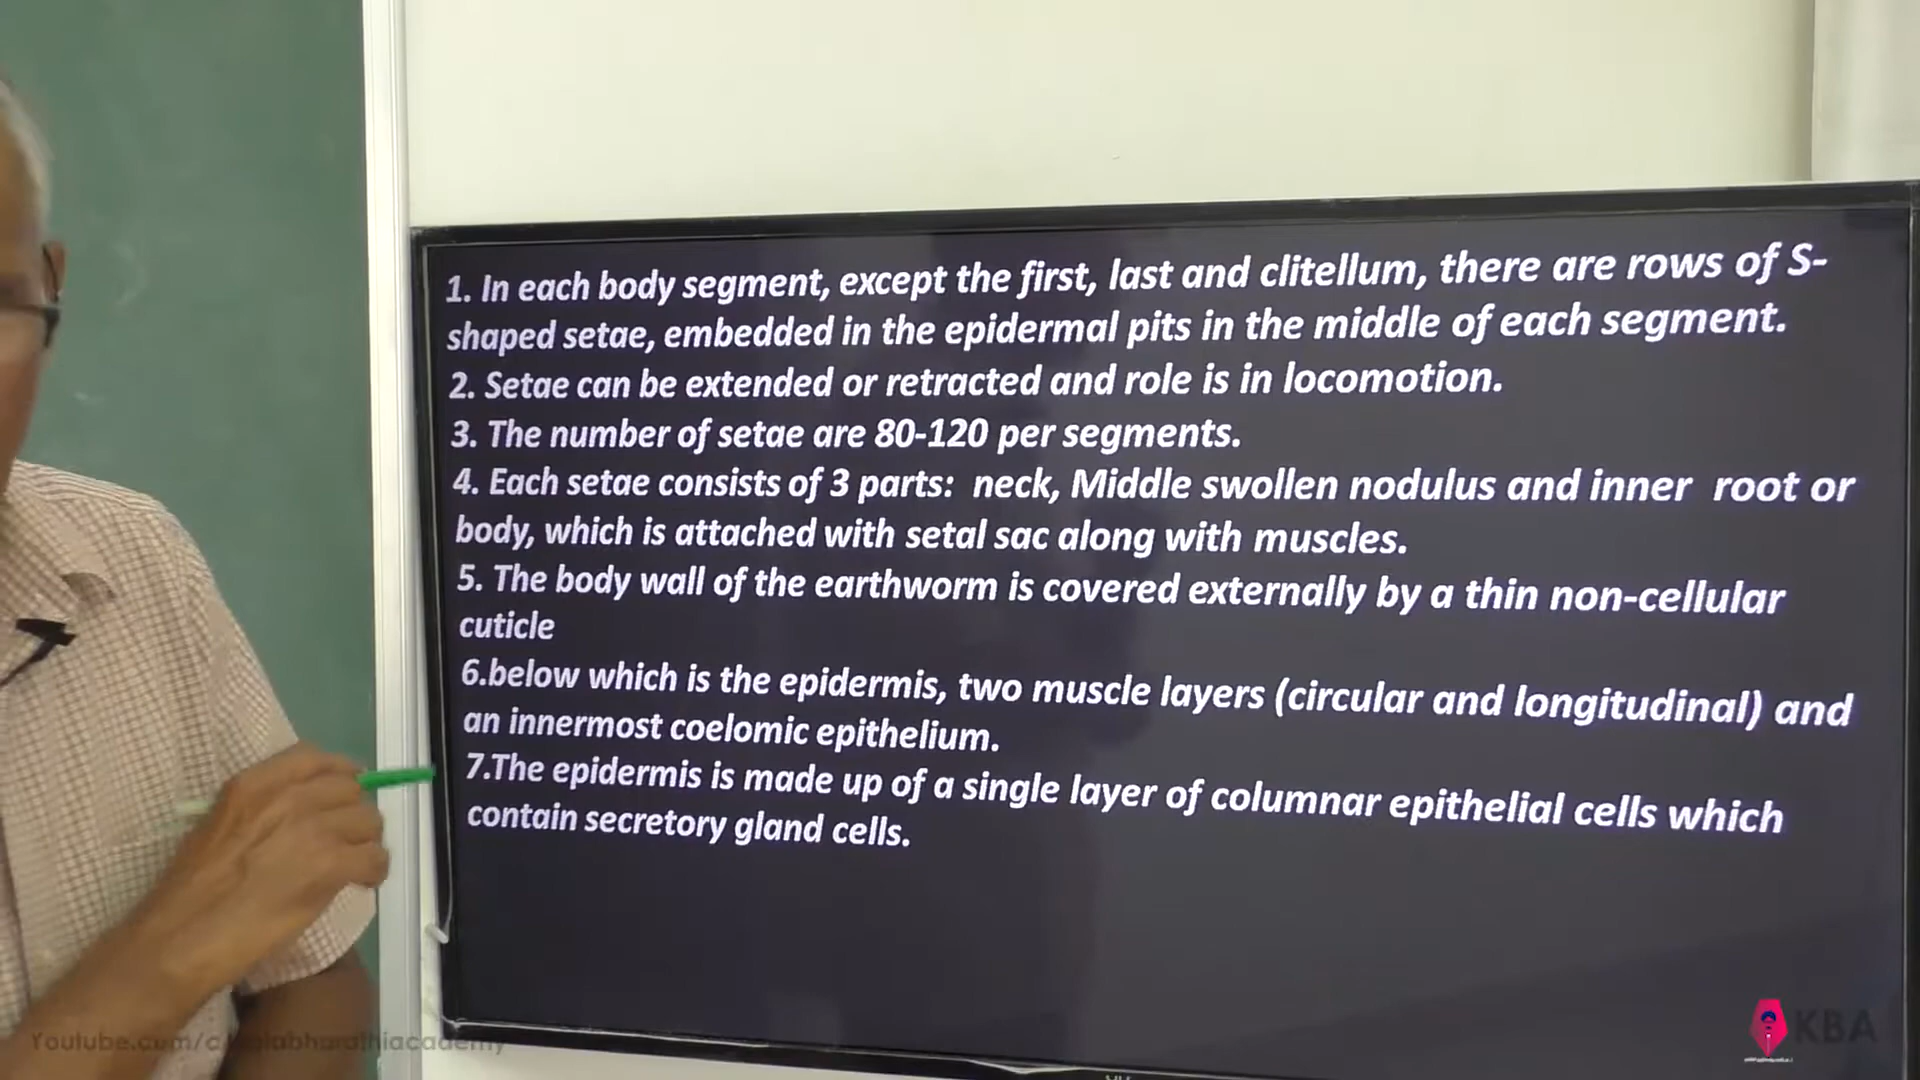 1. In each body segment, except the first, last and clitellum, there are rows of S-
shaped setae, embedded in the epidermal pits in the middle of each segment.
2. Setae can be extended or retracted and role is in locomotion.
3. The number of setae are 80-120 per segments.
4. Each setae consists of 3 parts: neck, Middle swollen nodulus and inner root or
body, which is attached with setal sac along with muscles.
5. The body wall of the earthworm is covered externally by a thin non-cellular
cuticle
6.below which is the epidermis, two muscle layers (circular and longitudinal) and
an innermost coelomic epithelium.
7.The epidermis is made up of a single layer of columnar epithelial cells which
contain secretory gland cells.
KBA